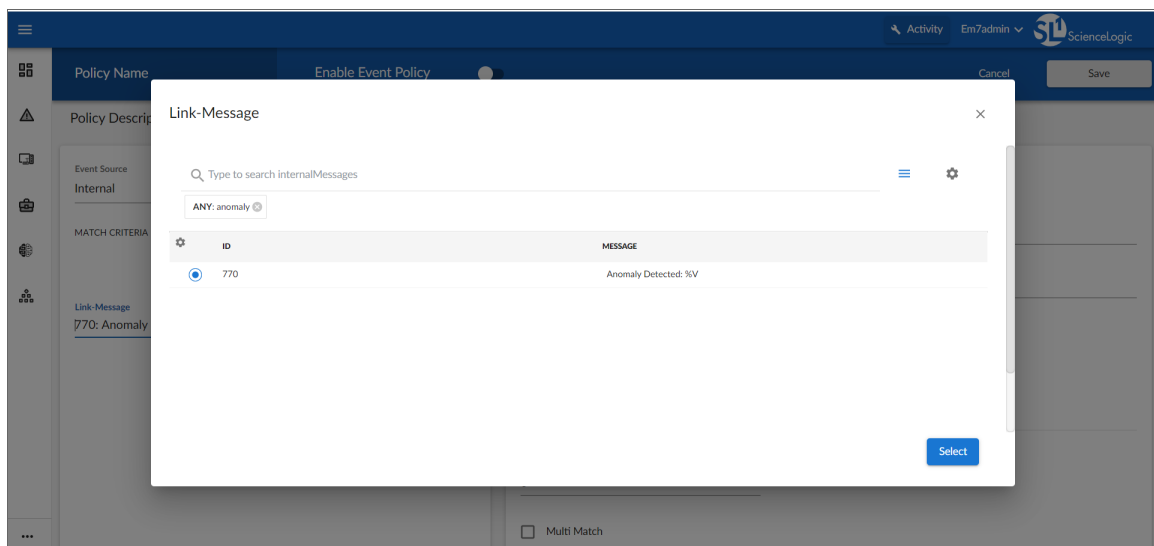 Activity
Em7admin
SL1 ScienceLogic
Policy Name
Enable Event Policy
Cancel
Save
Policy Descrip
Link-Message
Event Source
Internal
Type to search internalMessages
ANY: anomaly
MATCH CRITERIA
ID MESSAGE
770 Anomaly Detected: %V
Link-Message
770: Anomaly
Select
Multi Match